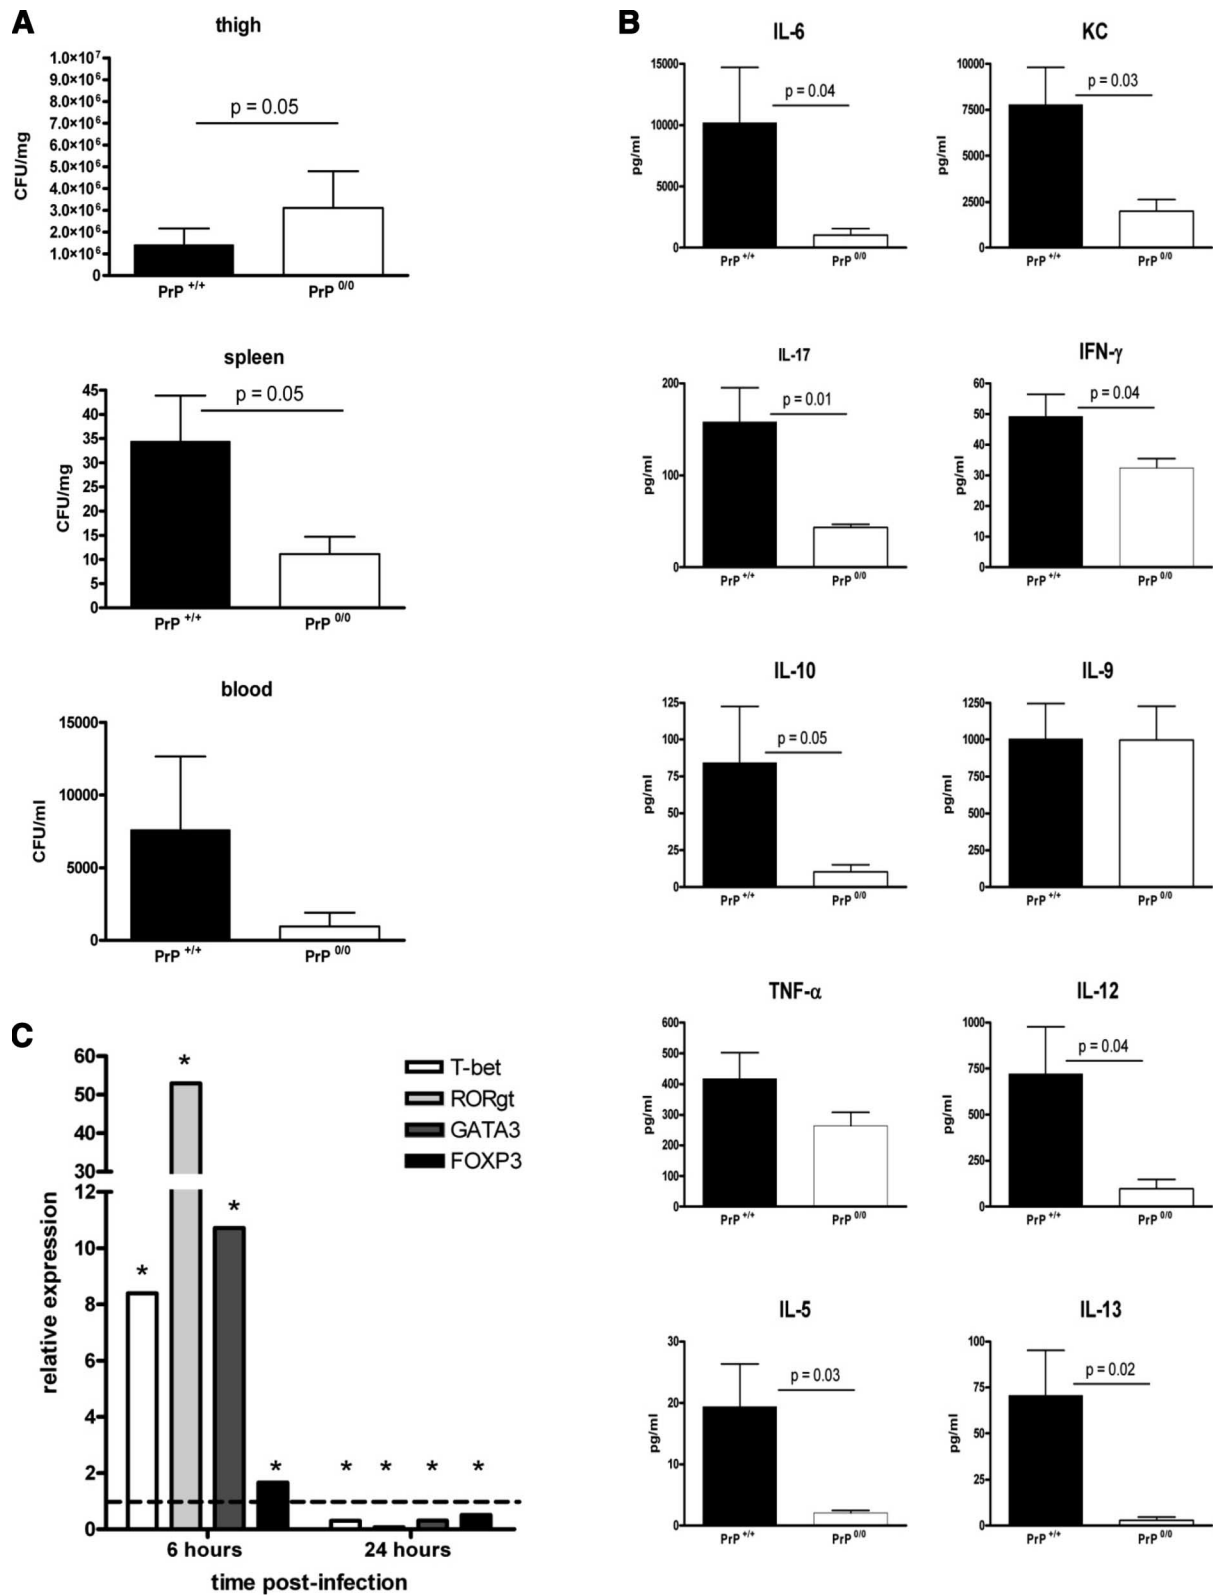 A
thigh
1.0×10⁷
9.0×10⁶
8.0×10⁶
7.0×10⁶
6.0×10⁶
5.0×10⁶
4.0×10⁶
3.0×10⁶
2.0×10⁶
1.0×10⁶
0
CFU/mg
p = 0.05
PrP +/+ PrP 0/0
spleen
45
40
35
30
25
20
15
10
5
0
CFU/mg
p = 0.05
PrP +/+ PrP 0/0
blood
15000
10000
5000
0
CFU/ml
PrP +/+ PrP 0/0
B
IL-6
15000
10000
5000
0
pg/ml
p = 0.04
PrP +/+ PrP 0/0
KC
10000
7500
5000
2500
0
pg/ml
p = 0.03
PrP +/+ PrP 0/0
IL-17
200
100
0
pg/ml
p = 0.01
PrP +/+ PrP 0/0
IFN-γ
60
50
40
30
20
10
0
pg/ml
p = 0.04
PrP +/+ PrP 0/0
IL-10
125
100
75
50
25
0
pg/ml
p = 0.05
PrP +/+ PrP 0/0
IL-9
1250
1000
750
500
250
0
pg/ml
PrP +/+ PrP 0/0
TNF-α
600
500
400
300
200
100
0
pg/ml
PrP +/+ PrP 0/0
IL-12
1000
750
500
250
0
pg/ml
p = 0.04
PrP +/+ PrP 0/0
IL-5
30
20
10
0
pg/ml
p = 0.03
PrP +/+ PrP 0/0
IL-13
100
75
50
25
0
pg/ml
p = 0.02
PrP +/+ PrP 0/0
C
60
50
40
30
12
10
8
6
4
2
0
relative expression
* * * * * * * *
T-bet
RORgt
GATA3
FOXP3
6 hours 24 hours
time post-infection